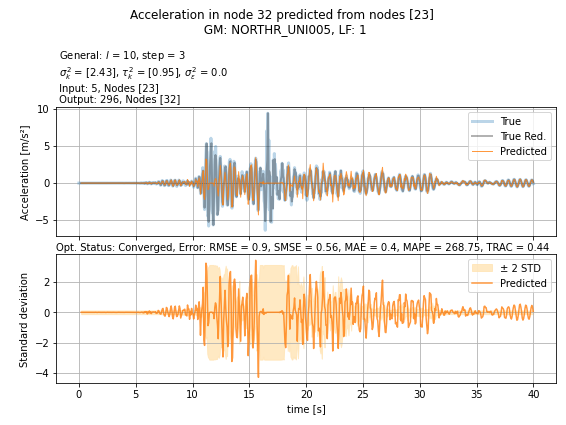 Acceleration in node 32 predicted from nodes [23]
GM: NORTHR_UNI005, LF: 1
General: l = 10, step = 3
σ²ₖ = [2.43], τ²ₖ = [0.95], σ²ε = 0.0
Input: 5, Nodes [23]
Output: 296, Nodes [32]
Acceleration [m/s²]
10
5
0
−5
True
True Red.
Predicted
Opt. Status: Converged, Error: RMSE = 0.9, SMSE = 0.56, MAE = 0.4, MAPE = 268.75, TRAC = 0.44
Standard deviation
2
0
−2
−4
± 2 STD
Predicted
0 5 10 15 20 25 30 35 40
time [s]